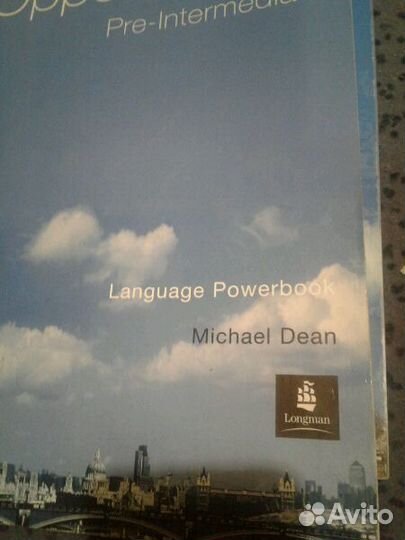 Pre-Intermedia
Language Powerbook
Michael Dean
Longman
Avito